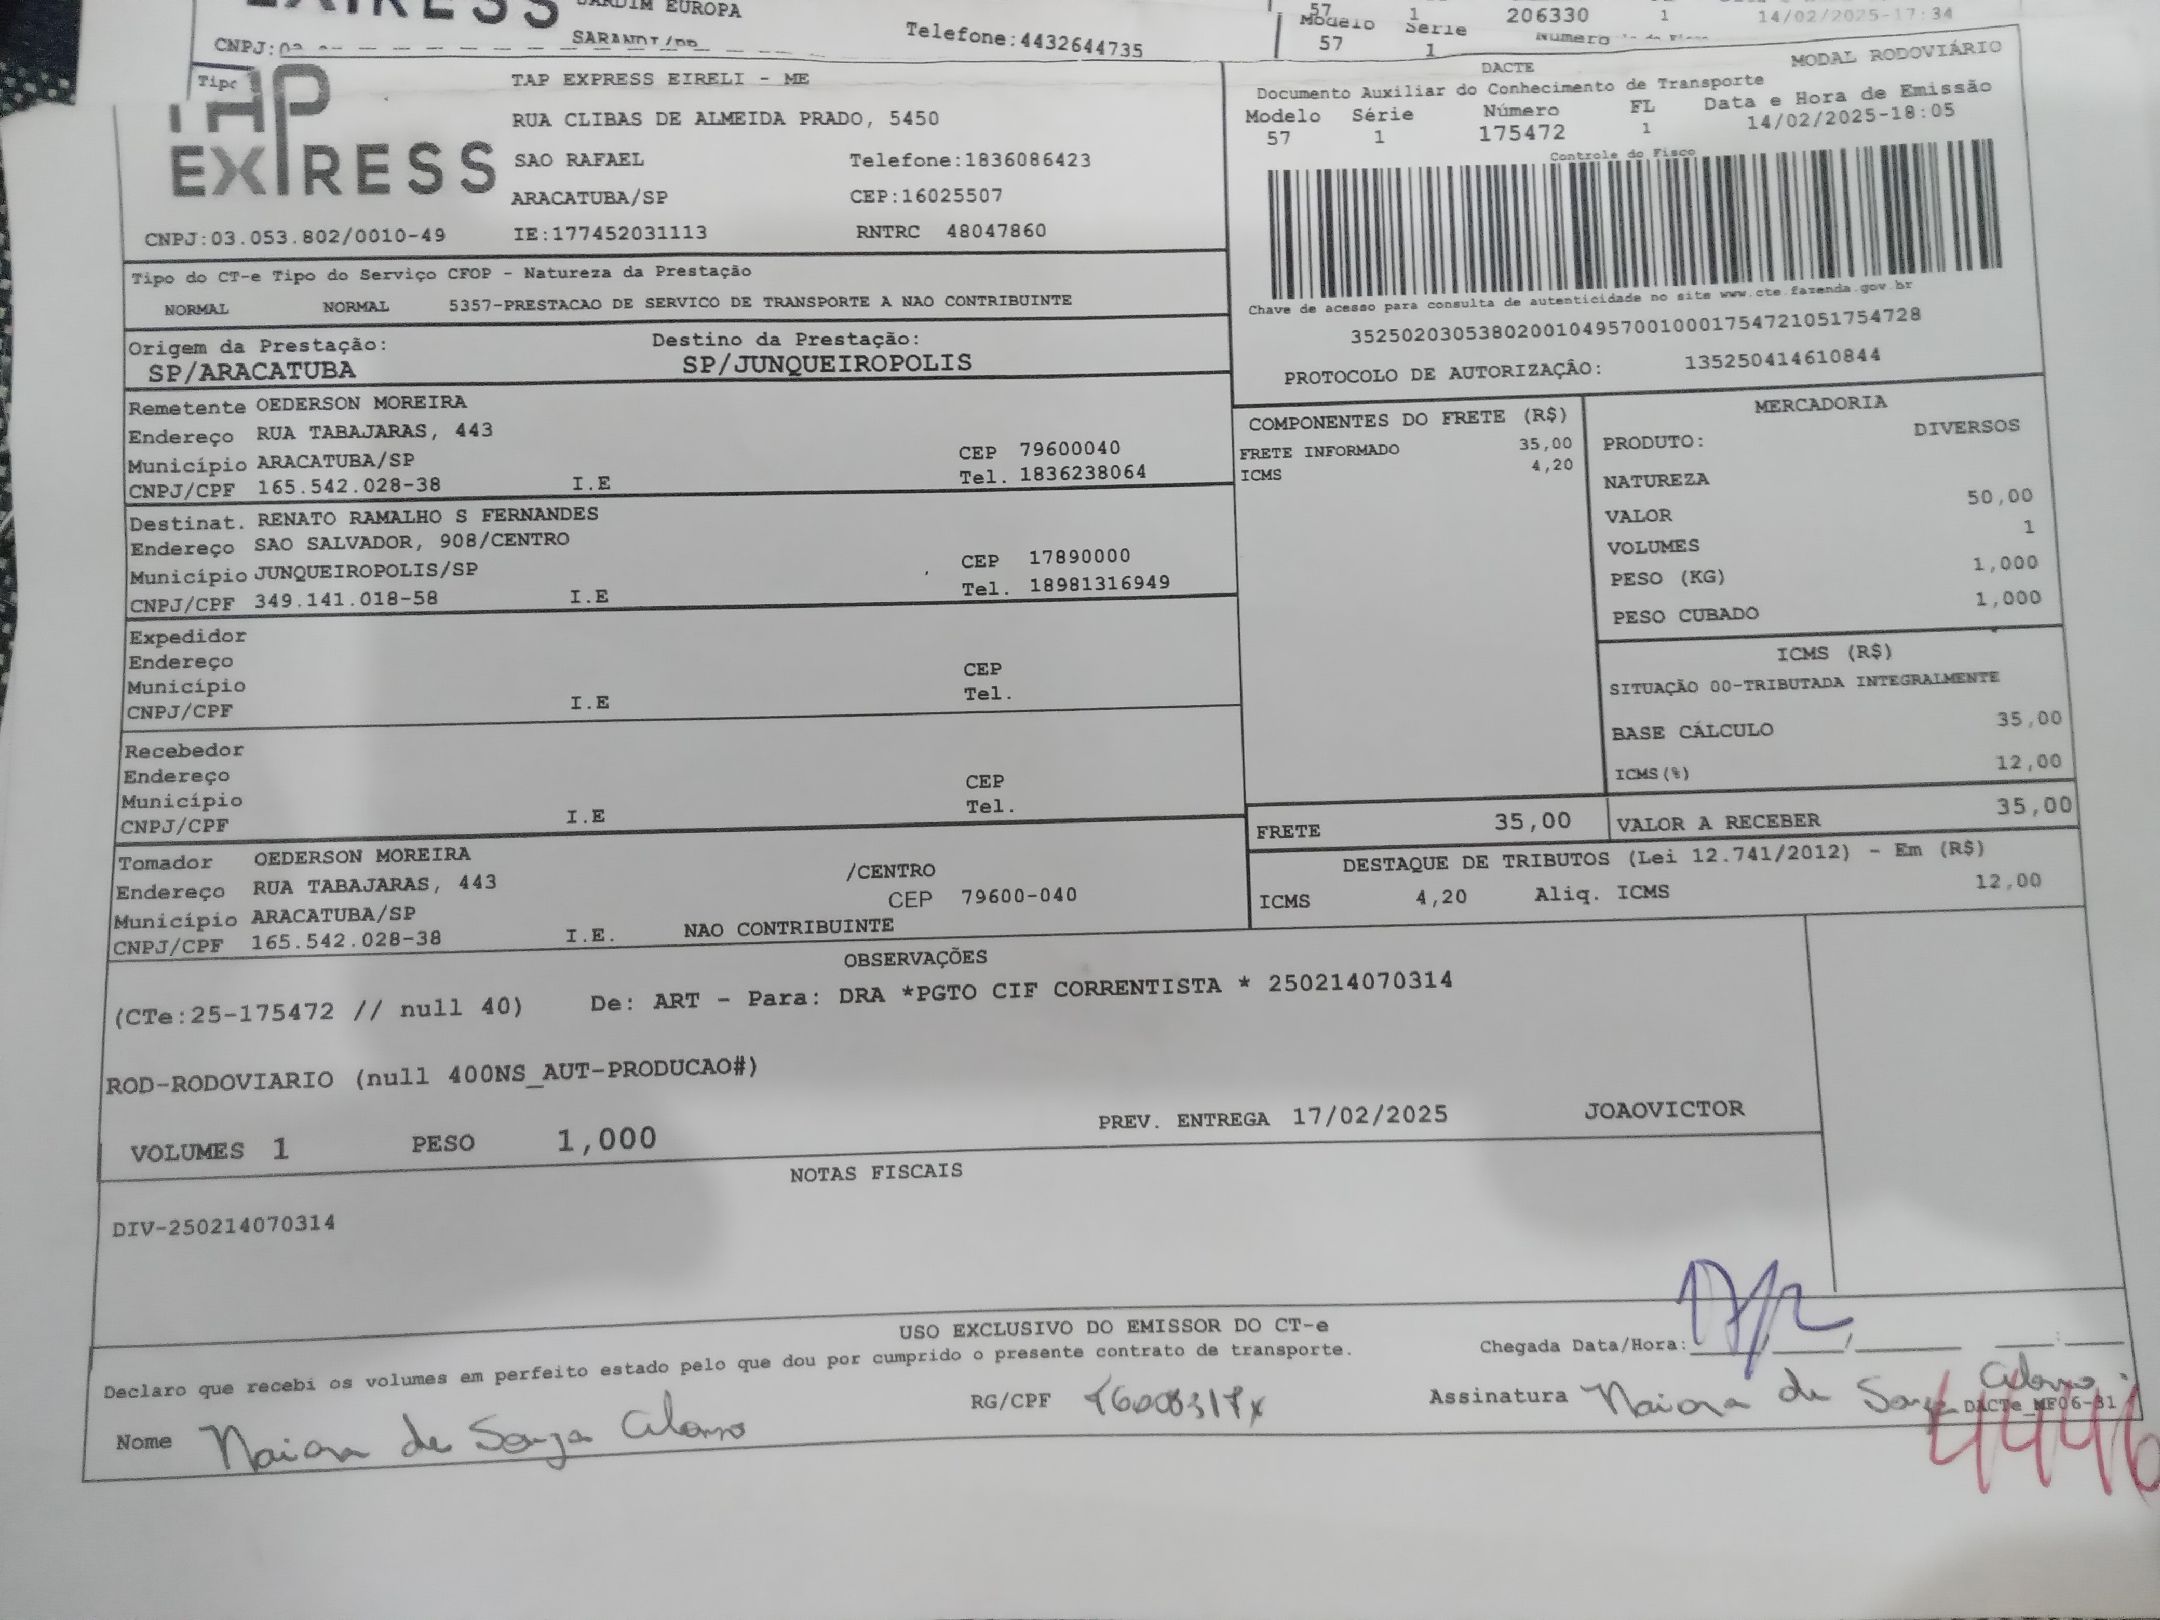 EXPRESS JARDIM EUROPA
SARANDI/PR Telefone:4432644735
CNPJ:03
57 1 206330 1 14/02/2025-17:34
Modelo Série Número
57 1
Tipo
TAP EXPRESS
TAP EXPRESS EIRELI - ME
RUA CLIBAS DE ALMEIDA PRADO, 5450
SAO RAFAEL Telefone:1836086423
ARACATUBA/SP CEP:16025507
CNPJ:03.053.802/0010-49 IE:177452031113 RNTRC 48047860
DACTE MODAL RODOVIÁRIO
Documento Auxiliar do Conhecimento de Transporte
Modelo Série Número FL Data e Hora de Emissão
57 1 175472 1 14/02/2025-18:05
Controle do Fisco
Chave de acesso para consulta de autenticidade no site www.cte.fazenda.gov.br
35250203053802001049570010001754721051754728
PROTOCOLO DE AUTORIZAÇÃO: 135250414610844
Tipo do CT-e Tipo do Serviço CFOP - Natureza da Prestação
NORMAL NORMAL 5357-PRESTACAO DE SERVICO DE TRANSPORTE A NAO CONTRIBUINTE
Origem da Prestação: Destino da Prestação:
SP/ARACATUBA SP/JUNQUEIROPOLIS
Remetente OEDERSON MOREIRA
Endereço RUA TABAJARAS, 443
Município ARACATUBA/SP CEP 79600040
CNPJ/CPF 165.542.028-38 I.E Tel. 1836238064
Destinat. RENATO RAMALHO S FERNANDES
Endereço SAO SALVADOR, 908/CENTRO
Município JUNQUEIROPOLIS/SP CEP 17890000
CNPJ/CPF 349.141.018-58 I.E Tel. 18981316949
Expedidor
Endereço
Município CEP
CNPJ/CPF I.E Tel.
Recebedor
Endereço
Município CEP
CNPJ/CPF I.E Tel.
Tomador OEDERSON MOREIRA
Endereço RUA TABAJARAS, 443 /CENTRO
Município ARACATUBA/SP CEP 79600-040
CNPJ/CPF 165.542.028-38 I.E. NAO CONTRIBUINTE
COMPONENTES DO FRETE (R$)
FRETE INFORMADO 35,00
ICMS 4,20
MERCADORIA
PRODUTO: DIVERSOS
NATUREZA
VALOR 50,00
VOLUMES 1
PESO (KG) 1,000
PESO CUBADO 1,000
ICMS (R$)
SITUAÇÃO 00-TRIBUTADA INTEGRALMENTE
BASE CÁLCULO 35,00
ICMS(%) 12,00
FRETE 35,00 VALOR A RECEBER 35,00
DESTAQUE DE TRIBUTOS (Lei 12.741/2012) - Em (R$)
ICMS 4,20 Aliq. ICMS 12,00
OBSERVAÇÕES
(CTe:25-175472 // null 40) De: ART - Para: DRA *PGTO CIF CORRENTISTA * 250214070314
ROD-RODOVIARIO (null 400NS_AUT-PRODUCAO#)
VOLUMES 1 PESO 1,000 PREV. ENTREGA 17/02/2025 JOAOVICTOR
NOTAS FISCAIS
DIV-250214070314
USO EXCLUSIVO DO EMISSOR DO CT-e
Declaro que recebi os volumes em perfeito estado pelo que dou por cumprido o presente contrato de transporte.
Chegada Data/Hora: 17/2
Nome Naiara de Souza RG/CPF Assinatura Naiara de Souza
DACTe_MF06-31